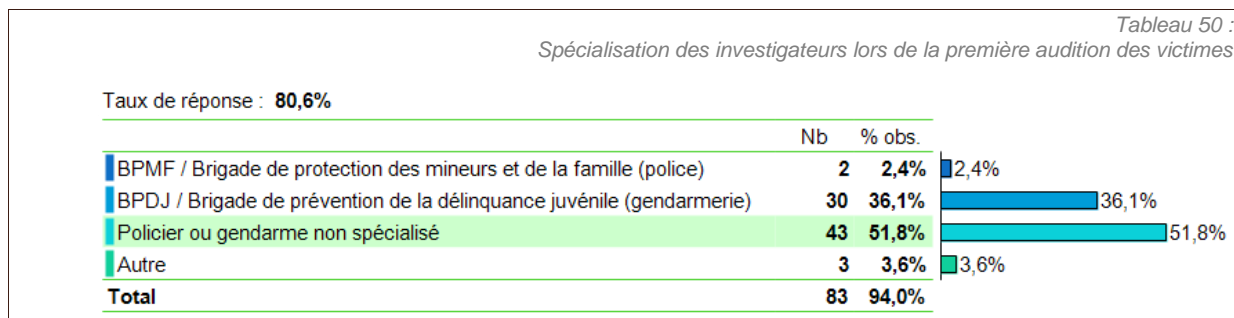 Tableau 50 :
Spécialisation des investigateurs lors de la première audition des victimes
Taux de réponse : 80,6%
Nb % obs.
BPMF / Brigade de protection des mineurs et de la famille (police) 2 2,4% 2,4%
BPDJ / Brigade de prévention de la délinquance juvénile (gendarmerie) 30 36,1% 36,1%
Policier ou gendarme non spécialisé 43 51,8% 51,8%
Autre 3 3,6% 3,6%
Total 83 94,0%